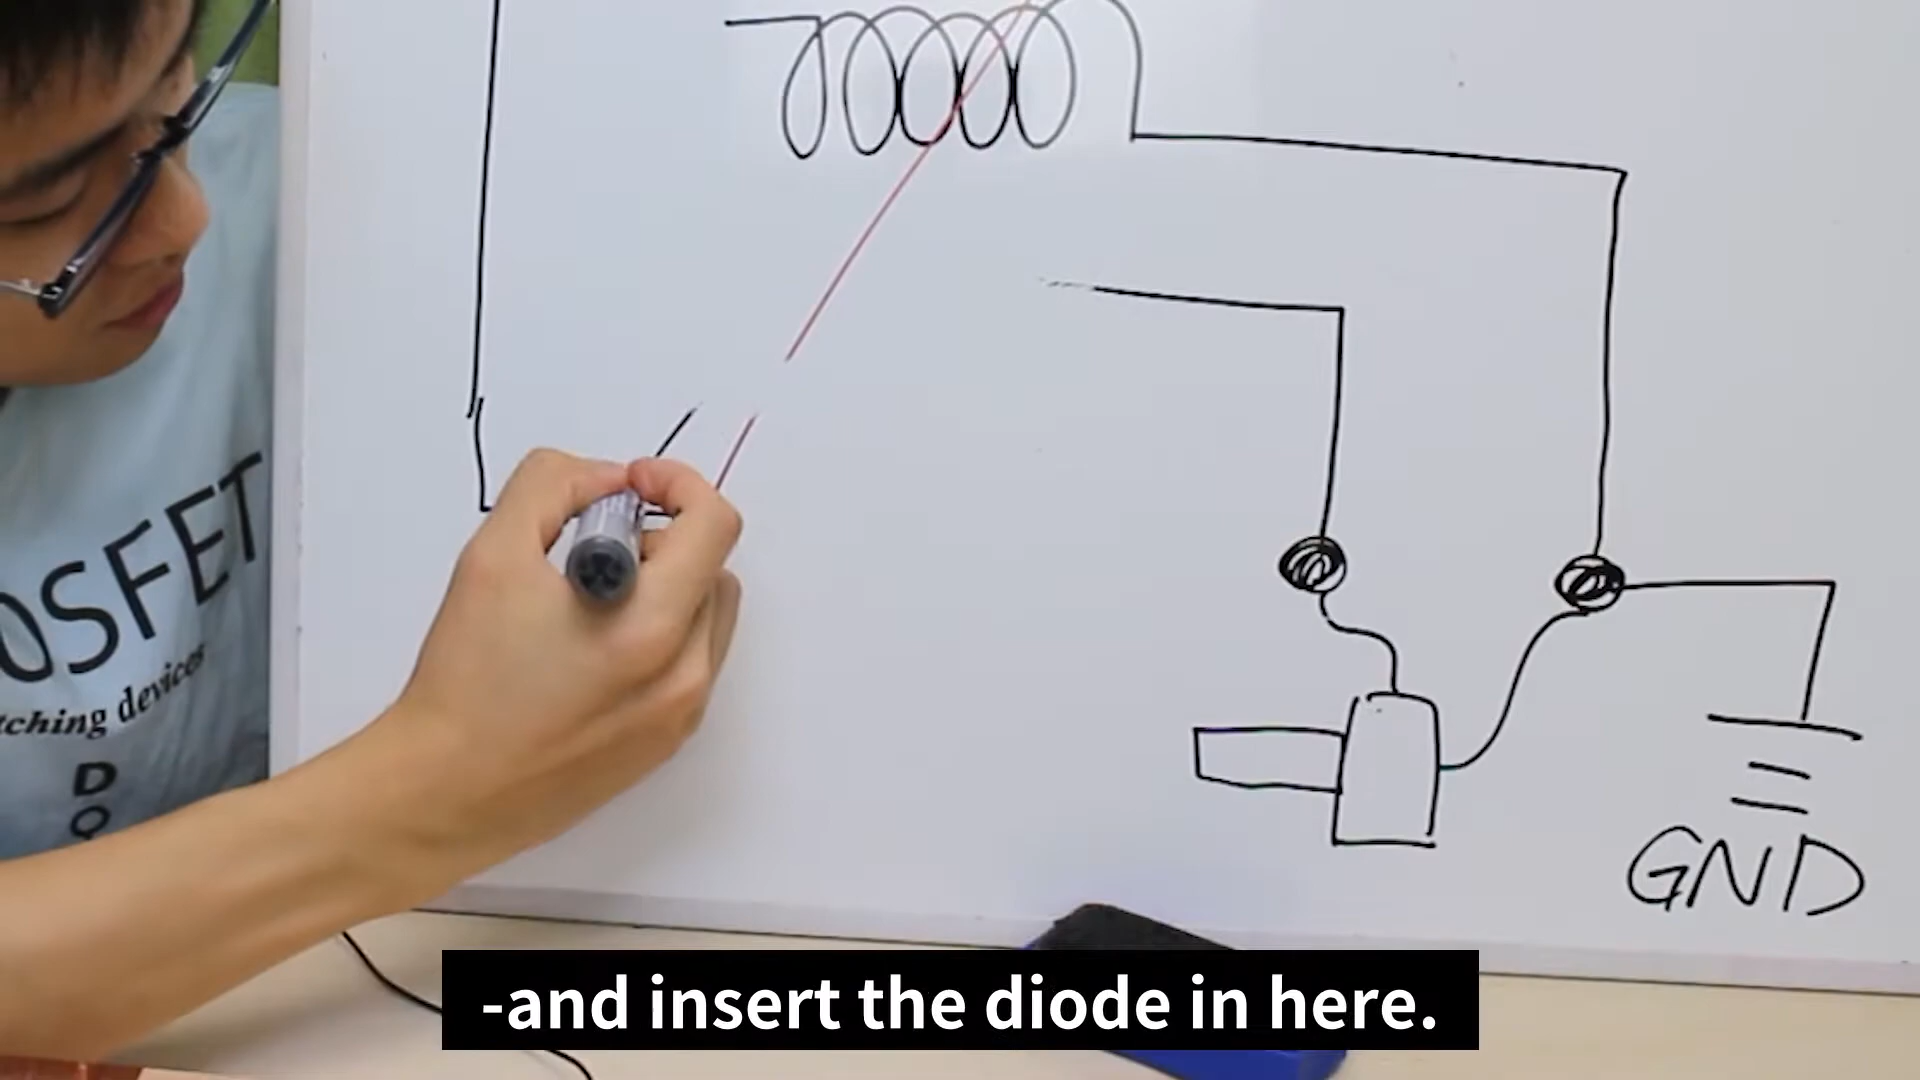 OSFET
tching devices
D
Q
GND
-and insert the diode in here.